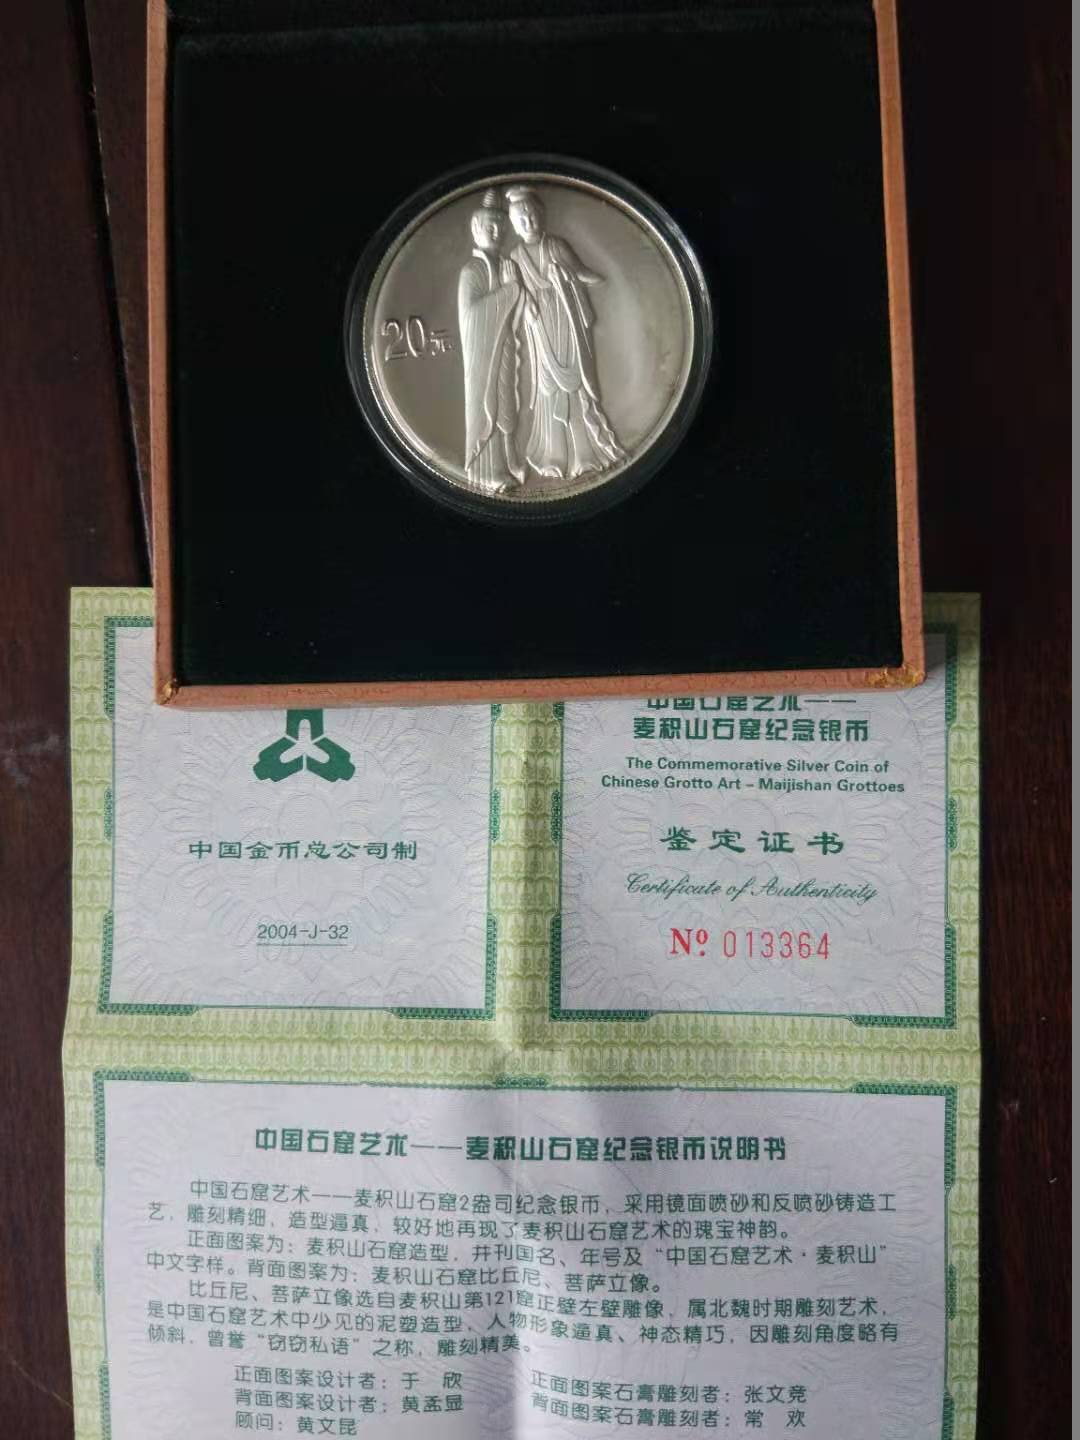 20元
中国金币总公司制
2004-J-32
中国石窟艺术——
麦积山石窟纪念银币
The Commemorative Silver Coin of
Chinese Grotto Art – Maijishan Grottoes
鉴定证书
Certificate of Authenticity
Nº 013364
中国石窟艺术——麦积山石窟纪念银币说明书
中国石窟艺术——麦积山石窟2盎司纪念银币，采用镜面喷砂和反喷砂铸造工
艺，雕刻精细，造型逼真，较好地再现了麦积山石窟艺术的瑰宝神韵。
正面图案为：麦积山石窟造型，并刊国名、年号及“中国石窟艺术·麦积山”
中文字样。背面图案为：麦积山石窟比丘尼、菩萨立像。
比丘尼、菩萨立像选自麦积山第121窟正壁左壁雕像，属北魏时期雕刻艺术，
是中国石窟艺术中少见的泥塑造型，人物形象逼真、神态精巧，因雕刻角度略有
倾斜，曾誉“窃窃私语”之称，雕刻精美。
正面图案设计者：于 欣
背面图案设计者：黄孟显
顾问：黄文昆
正面图案石膏雕刻者：张文竞
背面图案石膏雕刻者：常 欢